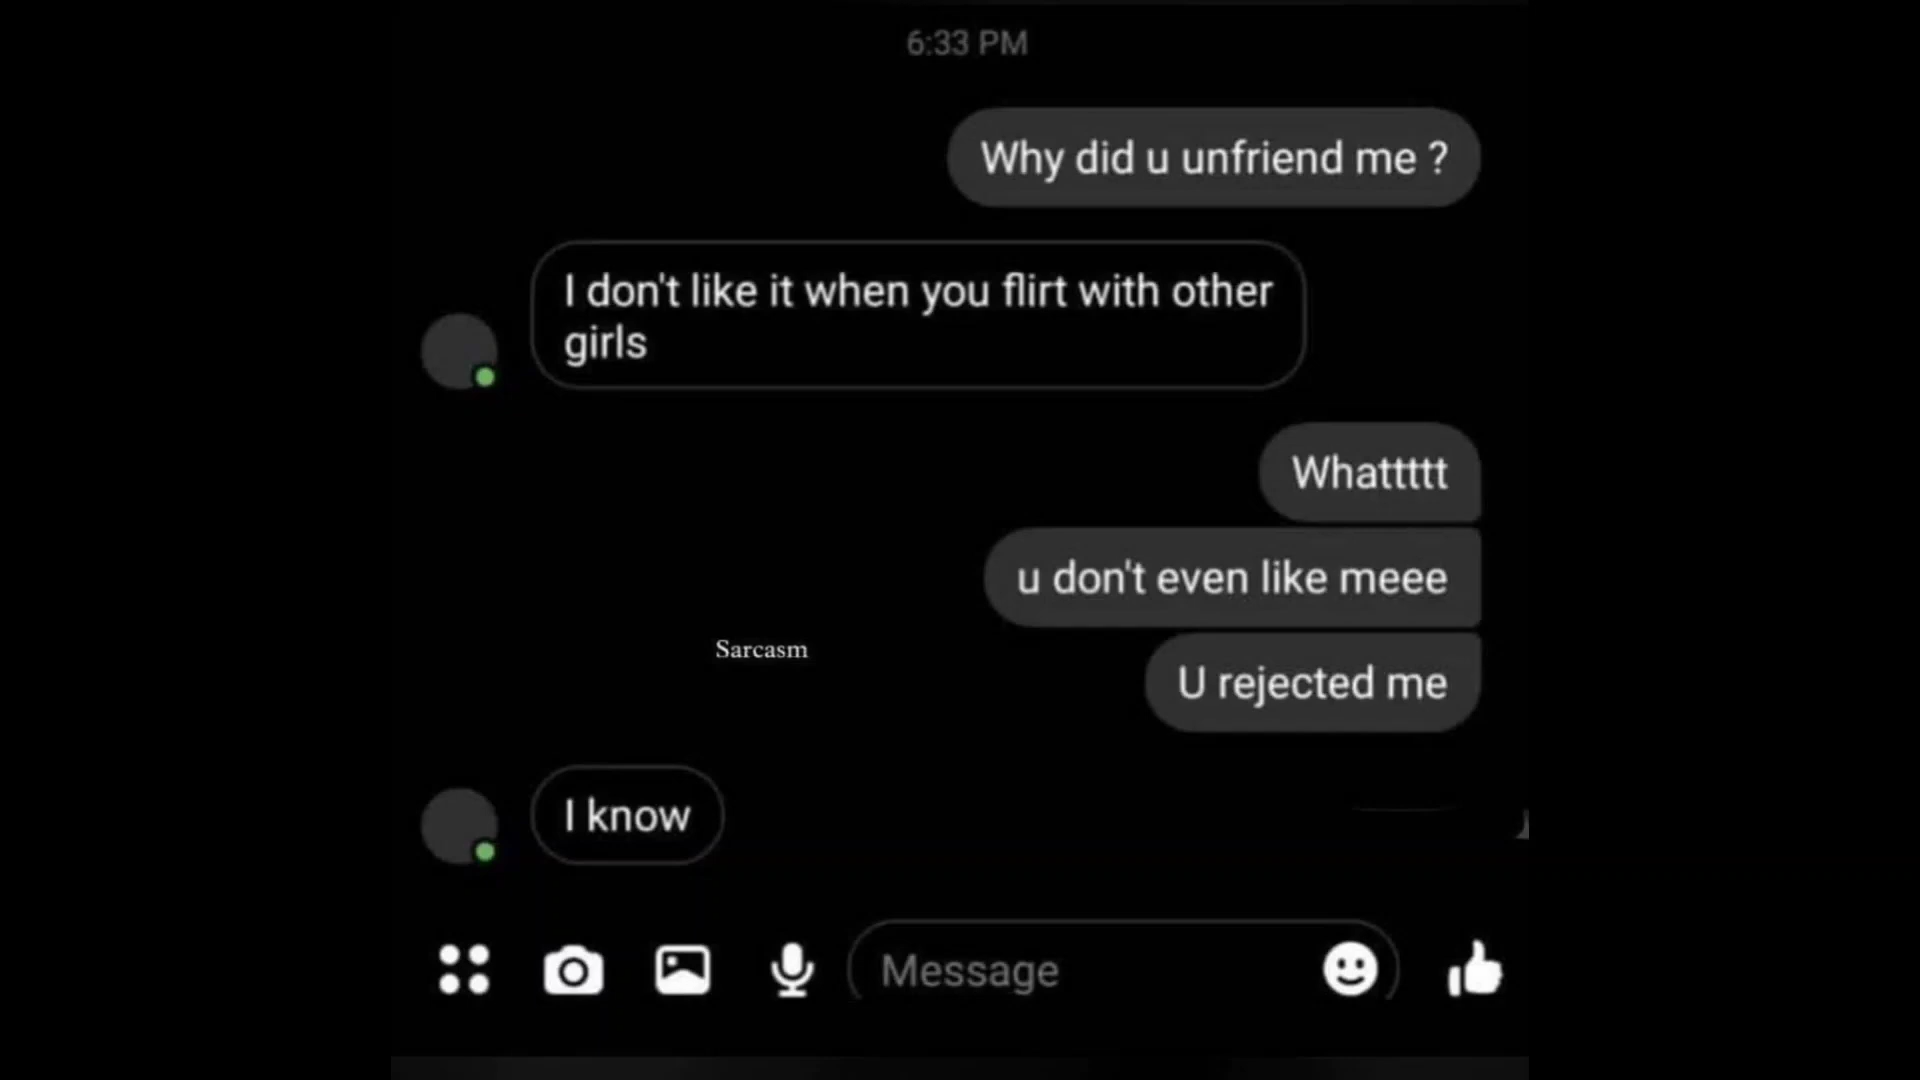 6:33 PM
Why did u unfriend me ?
I don't like it when you flirt with other
girls
Whattttt
u don't even like meee
Sarcasm
U rejected me
I know
Message